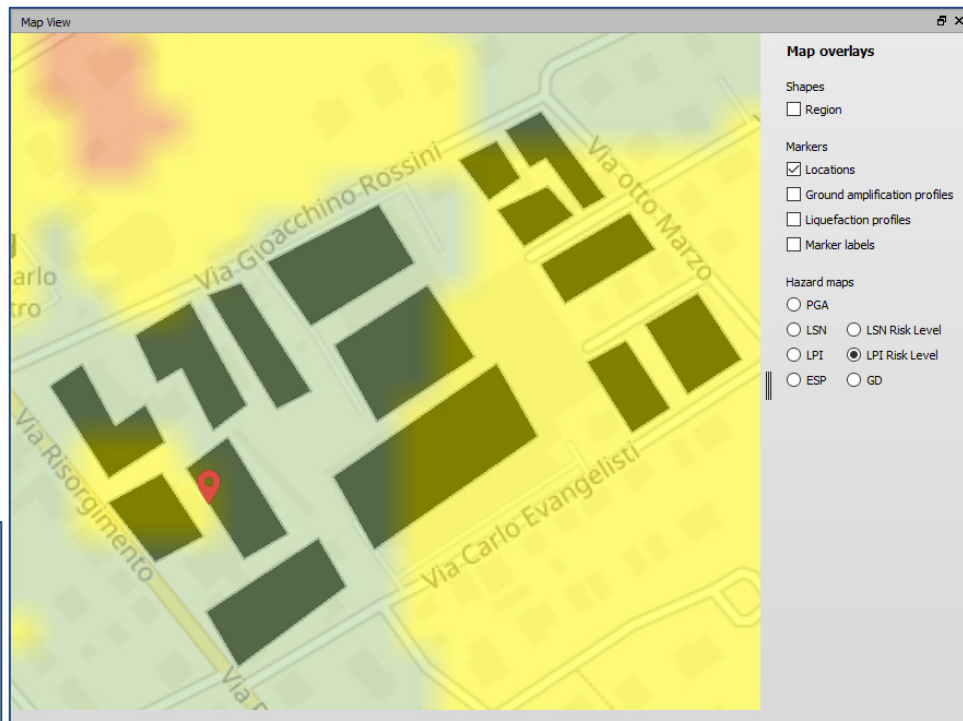 Map View
Map overlays
Shapes
Region
Markers
Locations
Ground amplification profiles
Liquefaction profiles
Marker labels
Hazard maps
PGA
LSN LSN Risk Level
LPI LPI Risk Level
ESP GD
Via Gioacchino Rossini
Via otto Marzo
arlo
tro
Via Risorgimento
Via Carlo Evangelisti
Via